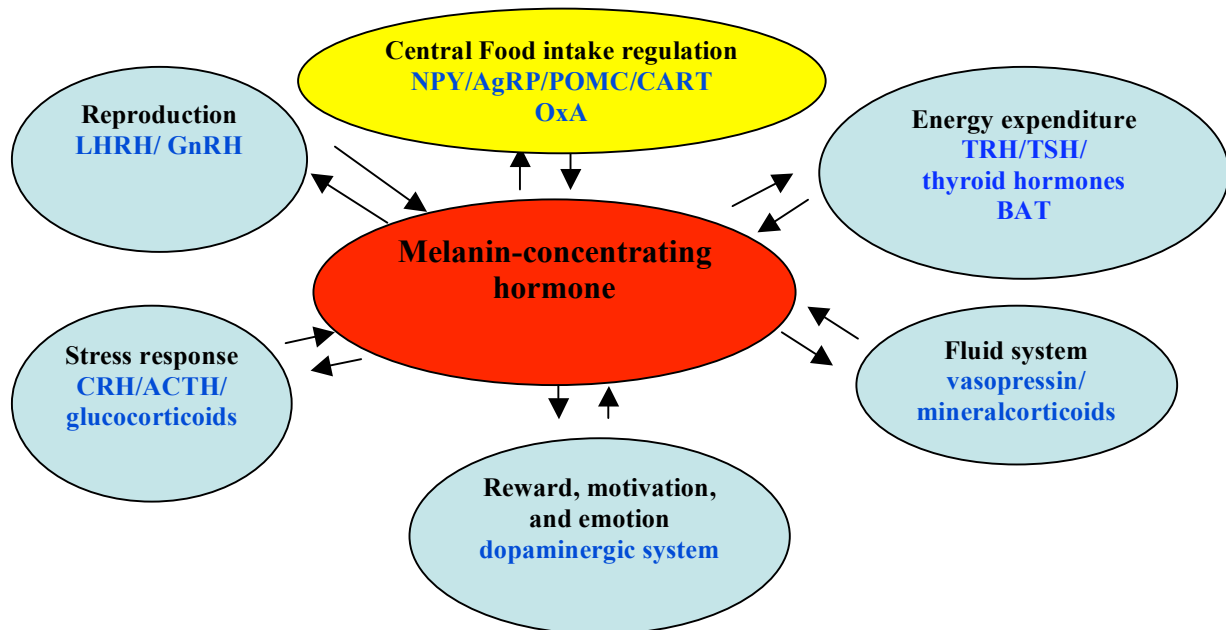 Central Food intake regulation
NPY/AgRP/POMC/CART
OxA
Reproduction
LHRH/ GnRH
Energy expenditure
TRH/TSH/
thyroid hormones
BAT
Melanin-concentrating
hormone
Stress response
CRH/ACTH/
glucocorticoids
Fluid system
vasopressin/
mineralcorticoids
Reward, motivation,
and emotion
dopaminergic system